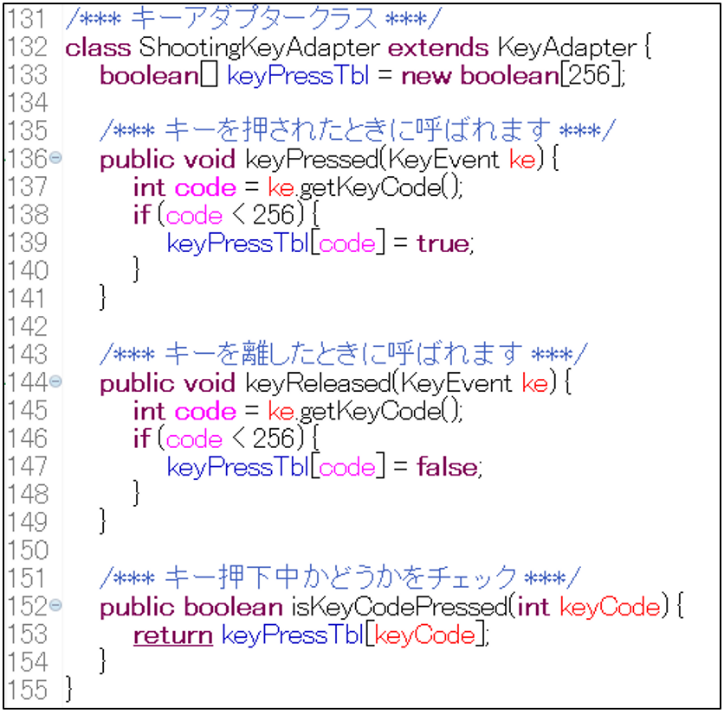 131 /*** キーアダプタークラス ***/
132 class ShootingKeyAdapter extends KeyAdapter {
133     boolean[] keyPressTbl = new boolean[256];
134
135     /*** キーを押されたときに呼ばれます ***/
136     public void keyPressed(KeyEvent ke) {
137         int code = ke.getKeyCode();
138         if (code < 256) {
139             keyPressTbl[code] = true;
140         }
141     }
142
143     /*** キーを離したときに呼ばれます ***/
144     public void keyReleased(KeyEvent ke) {
145         int code = ke.getKeyCode();
146         if (code < 256) {
147             keyPressTbl[code] = false;
148         }
149     }
150
151     /*** キー押下中かどうかをチェック ***/
152     public boolean isKeyCodePressed(int keyCode) {
153         return keyPressTbl[keyCode];
154     }
155 }